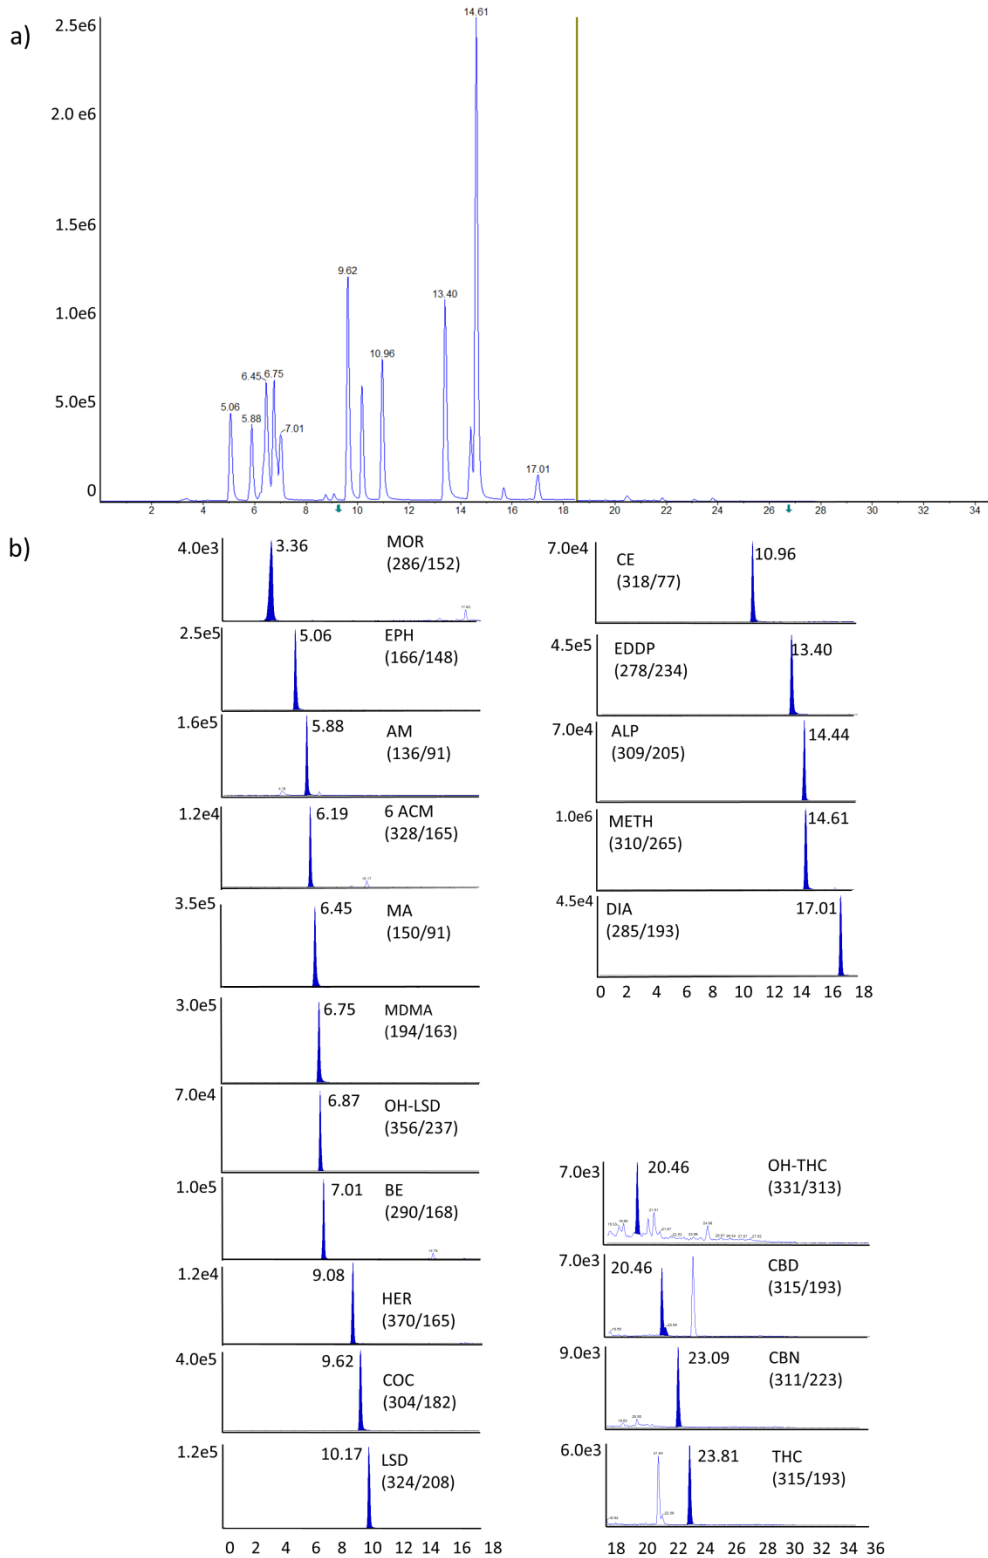 a)
2.5e6
2.0 e6
1.5e6
1.0e6
5.0e5
0
14.61
9.62
13.40
10.96
6.45
6.75
5.06
5.88
7.01
17.01
2 4 6 8 10 12 14 16 18 20 22 24 26 28 30 32 34
b)
4.0e3
3.36
MOR
(286/152)
2.5e5
5.06
EPH
(166/148)
1.6e5
5.88
AM
(136/91)
1.2e4
6.19
6 ACM
(328/165)
3.5e5
6.45
MA
(150/91)
3.0e5
6.75
MDMA
(194/163)
7.0e4
6.87
OH-LSD
(356/237)
1.0e5
7.01
BE
(290/168)
1.2e4
9.08
HER
(370/165)
4.0e5
9.62
COC
(304/182)
1.2e5
10.17
LSD
(324/208)
0 2 4 6 8 10 12 14 16 18
7.0e4
10.96
CE
(318/77)
4.5e5
13.40
EDDP
(278/234)
7.0e4
14.44
ALP
(309/205)
1.0e6
14.61
METH
(310/265)
4.5e4
17.01
DIA
(285/193)
0 2 4 6 8 10 12 14 16 18
7.0e3
20.46
OH-THC
(331/313)
7.0e3
20.46
CBD
(315/193)
9.0e3
23.09
CBN
(311/223)
6.0e3
23.81
THC
(315/193)
18 20 22 24 26 28 30 32 34 36